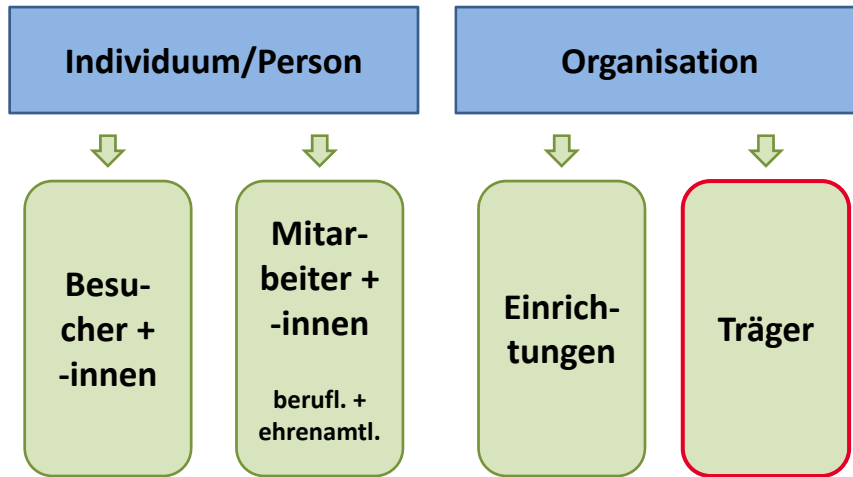 Individuum/Person
Organisation
Besu-
cher +
-innen
Mitar-
beiter +
-innen
berufl. +
ehrenamtl.
Einrich-
tungen
Träger